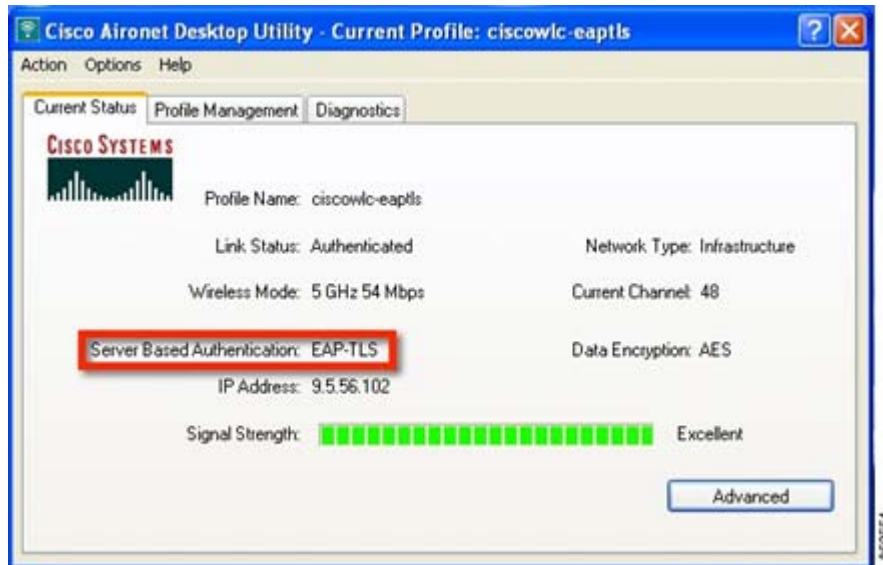 Cisco Aironet Desktop Utility - Current Profile: ciscowlc-eaptls
Action Options Help
Current Status Profile Management Diagnostics
CISCO SYSTEMS
Profile Name: ciscowlc-eaptls
Link Status: Authenticated Network Type: Infrastructure
Wireless Mode: 5 GHz 54 Mbps Current Channel: 48
Server Based Authentication: EAP-TLS Data Encryption: AES
IP Address: 9.5.56.102
Signal Strength: Excellent
Advanced